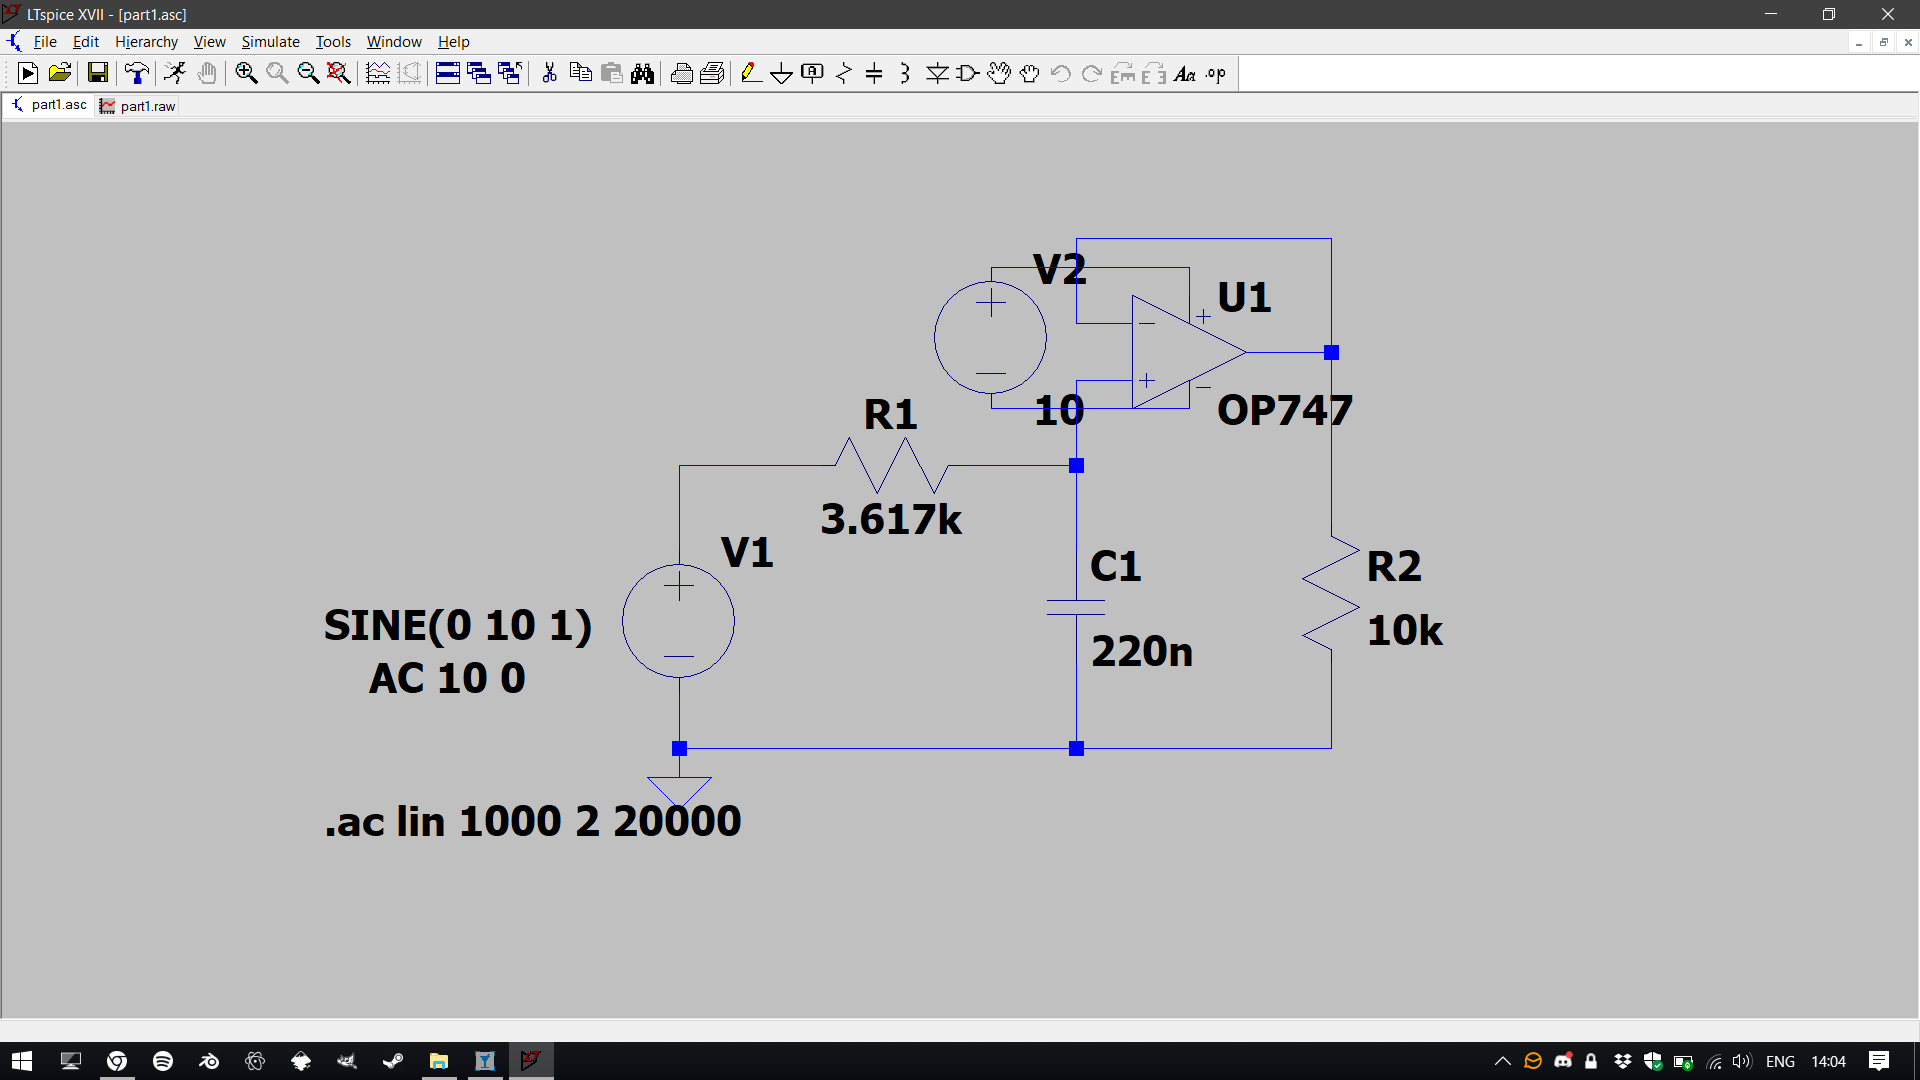 LTspice XVII - [part1.asc]
File Edit Hierarchy View Simulate Tools Window Help
Aa .op
part1.asc part1.raw
V2
U1
10
OP747
R1
3.617k
V1
C1
R2
SINE(0 10 1)
10k
220n
AC 10 0
.ac lin 1000 2 20000
ENG 14:04